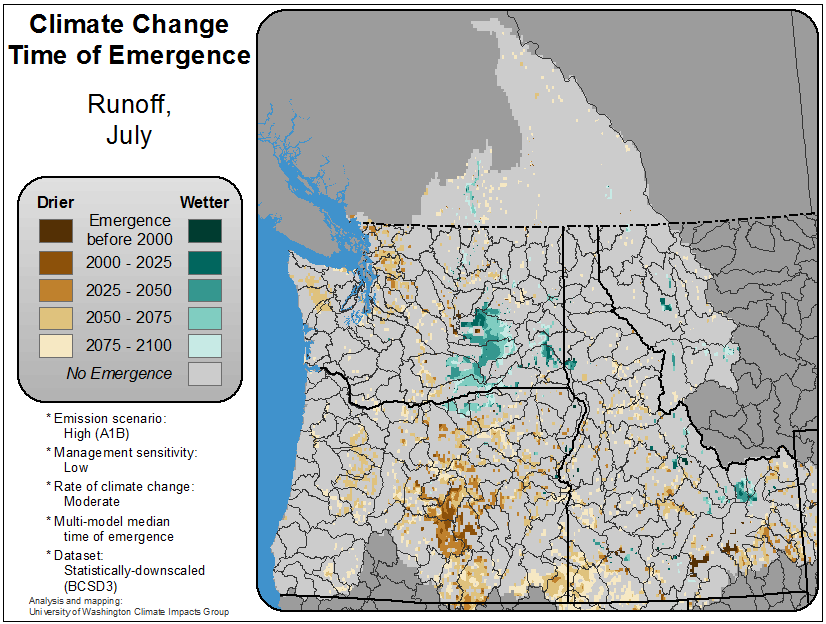 Climate Change
Time of Emergence
Runoff,
July
Drier
Wetter
Emergence
before 2000
2000 - 2025
2025 - 2050
2050 - 2075
2075 - 2100
No Emergence
* Emission scenario:
High (A1B)
* Management sensitivity:
Low
* Rate of climate change:
Moderate
* Multi-model median
time of emergence
* Dataset:
Statistically-downscaled
(BCSD3)
Analysis and mapping:
University of Washington Climate Impacts Group